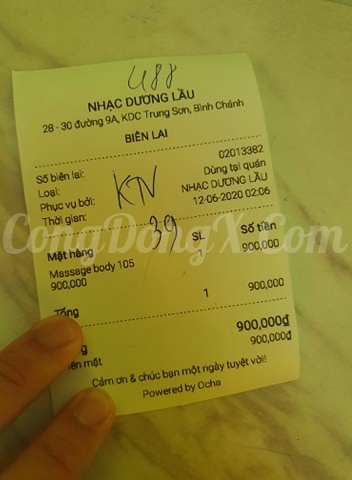 488
NHẠC DƯƠNG LẦU
28 - 30 đường 9A, KDC Trung Sơn, Bình Chánh
BIÊN LAI
Số biên lai: 02013382
Loại: Dùng tại quán
Phục vụ bởi: NHẠC DƯƠNG LẦU
Thời gian: 12-06-2020 02:06
KTV
39
CongDongX.Com
Mặt hàng SL Số tiền
Massage body 105 1 900,000
900,000
Tổng 1 900,000
900,000₫
mặt 900,000₫
Cảm ơn & chúc bạn một ngày tuyệt vời!
Powered by Ocha